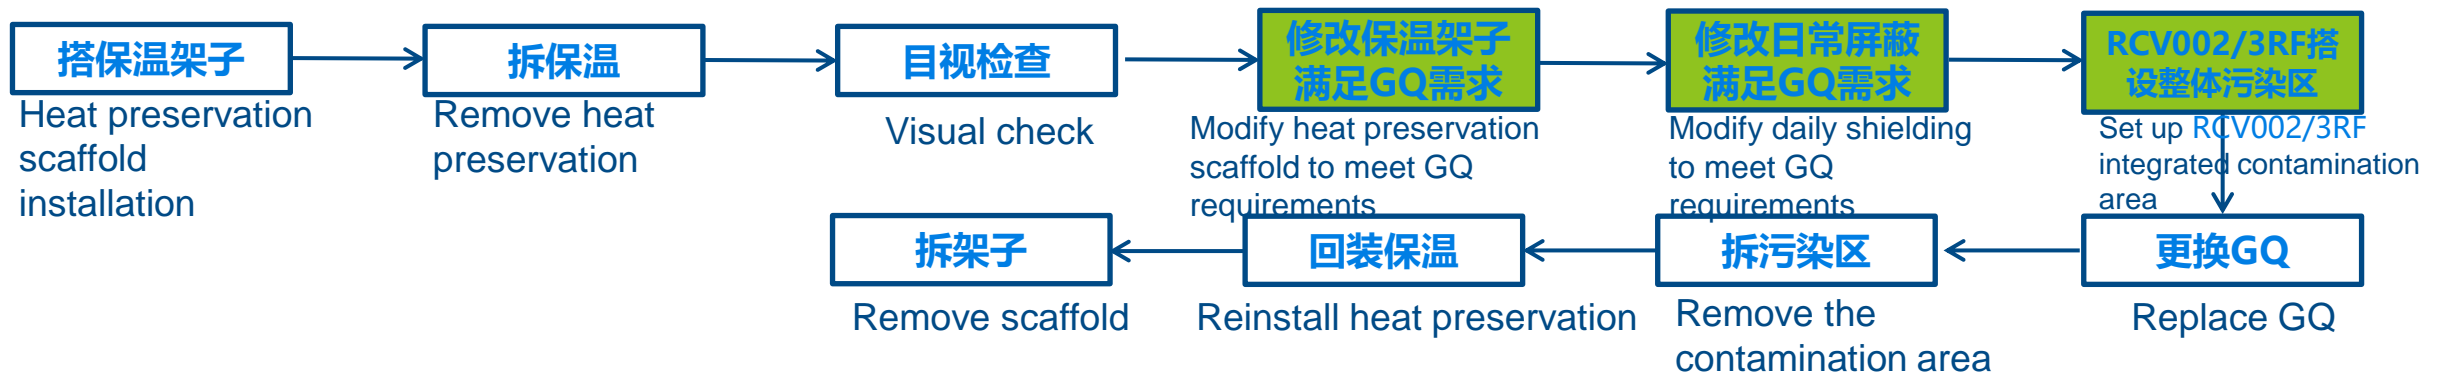 搭保温架子
Heat preservation
scaffold
installation
拆保温
Remove heat
preservation
目视检查
Visual check
修改保温架子
满足GQ需求
Modify heat preservation
scaffold to meet GQ
requirements
修改日常屏蔽
满足GQ需求
Modify daily shielding
to meet GQ
requirements
RCV002/3RF搭
设整体污染区
Set up RCV002/3RF
integrated contamination
area
更换GQ
Replace GQ
拆污染区
Remove the
contamination area
回装保温
Reinstall heat preservation
拆架子
Remove scaffold